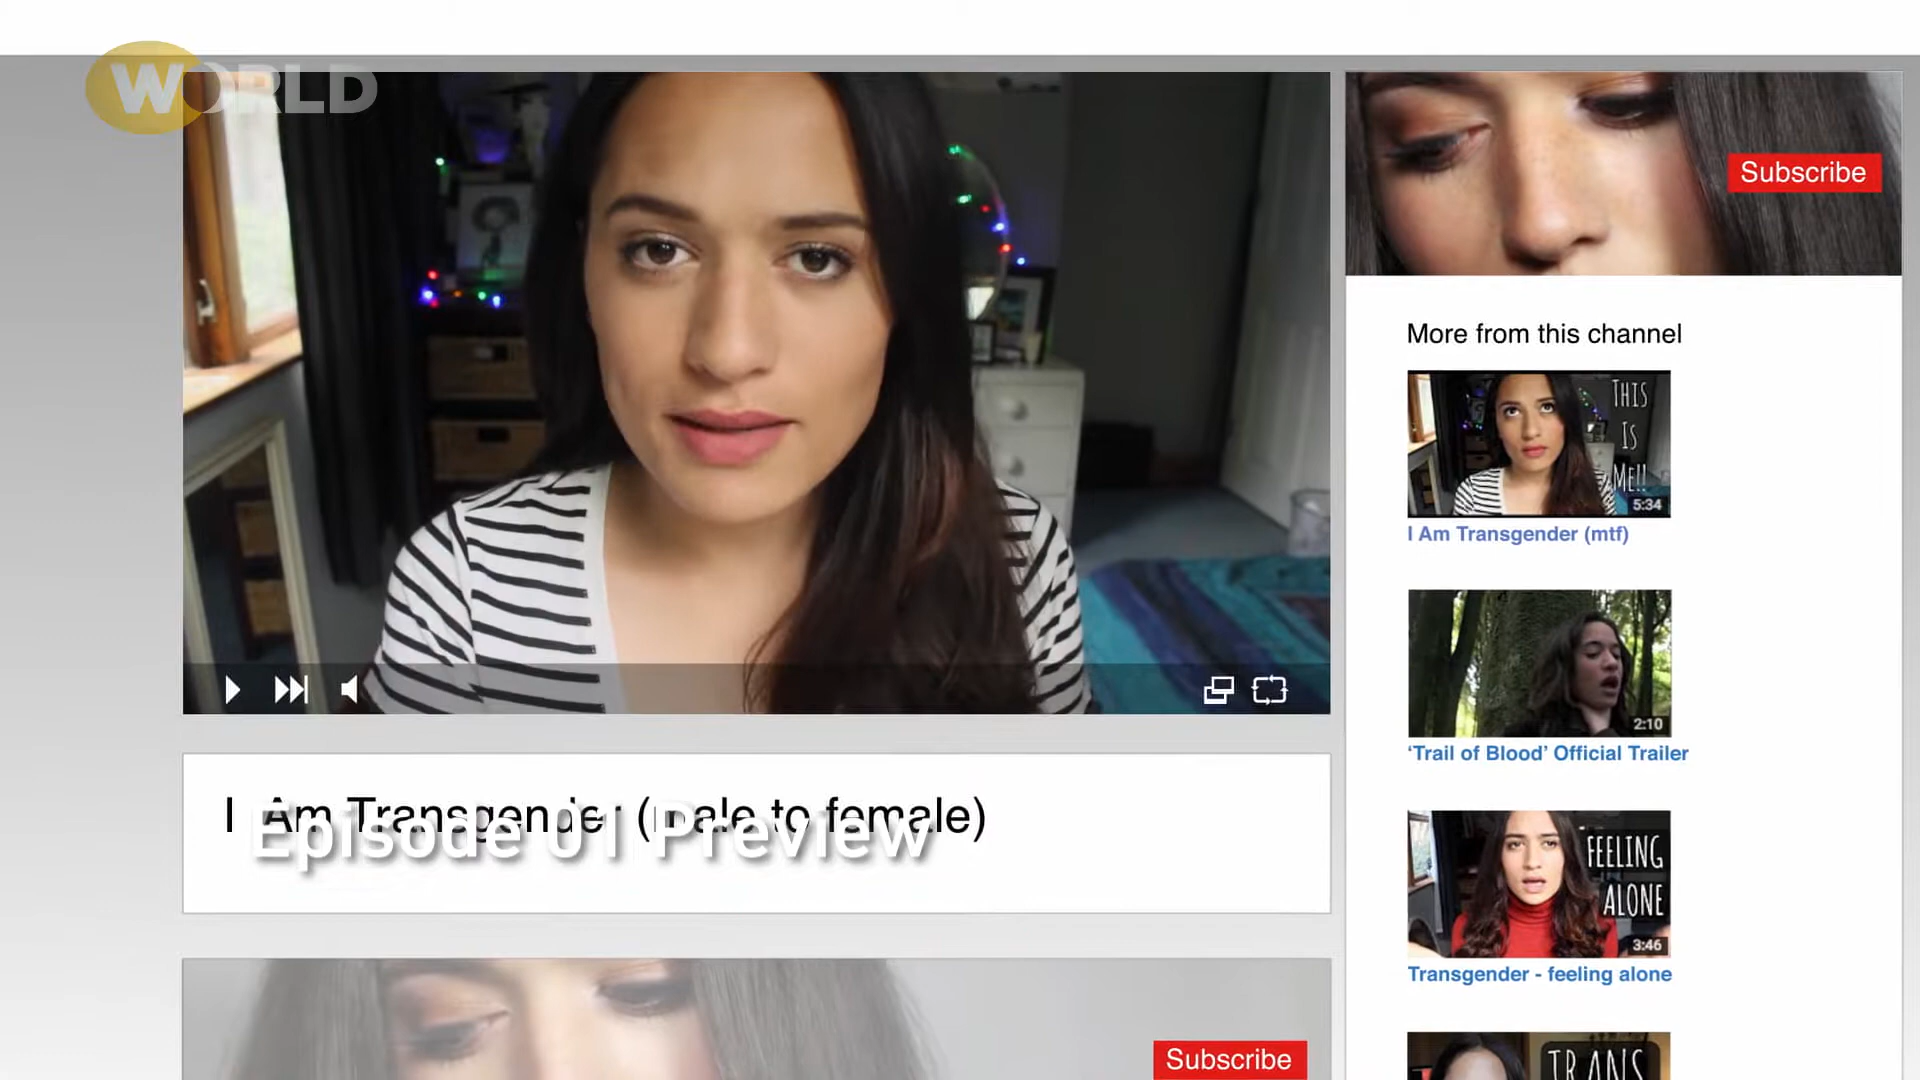 WORLD
Subscribe
More from this channel
THIS
IS
ME!!
5:34
I Am Transgender (mtf)
2:10
‘Trail of Blood’ Official Trailer
FEELING
ALONE
3:46
Transgender - feeling alone
TRANS
I Am Transgender (male to female)
Episode 01 Preview
Subscribe